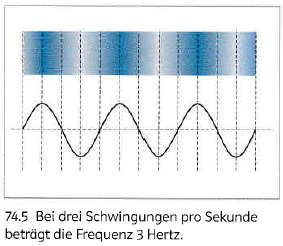 74.5 Bei drei Schwingungen pro Sekunde
beträgt die Frequenz 3 Hertz.